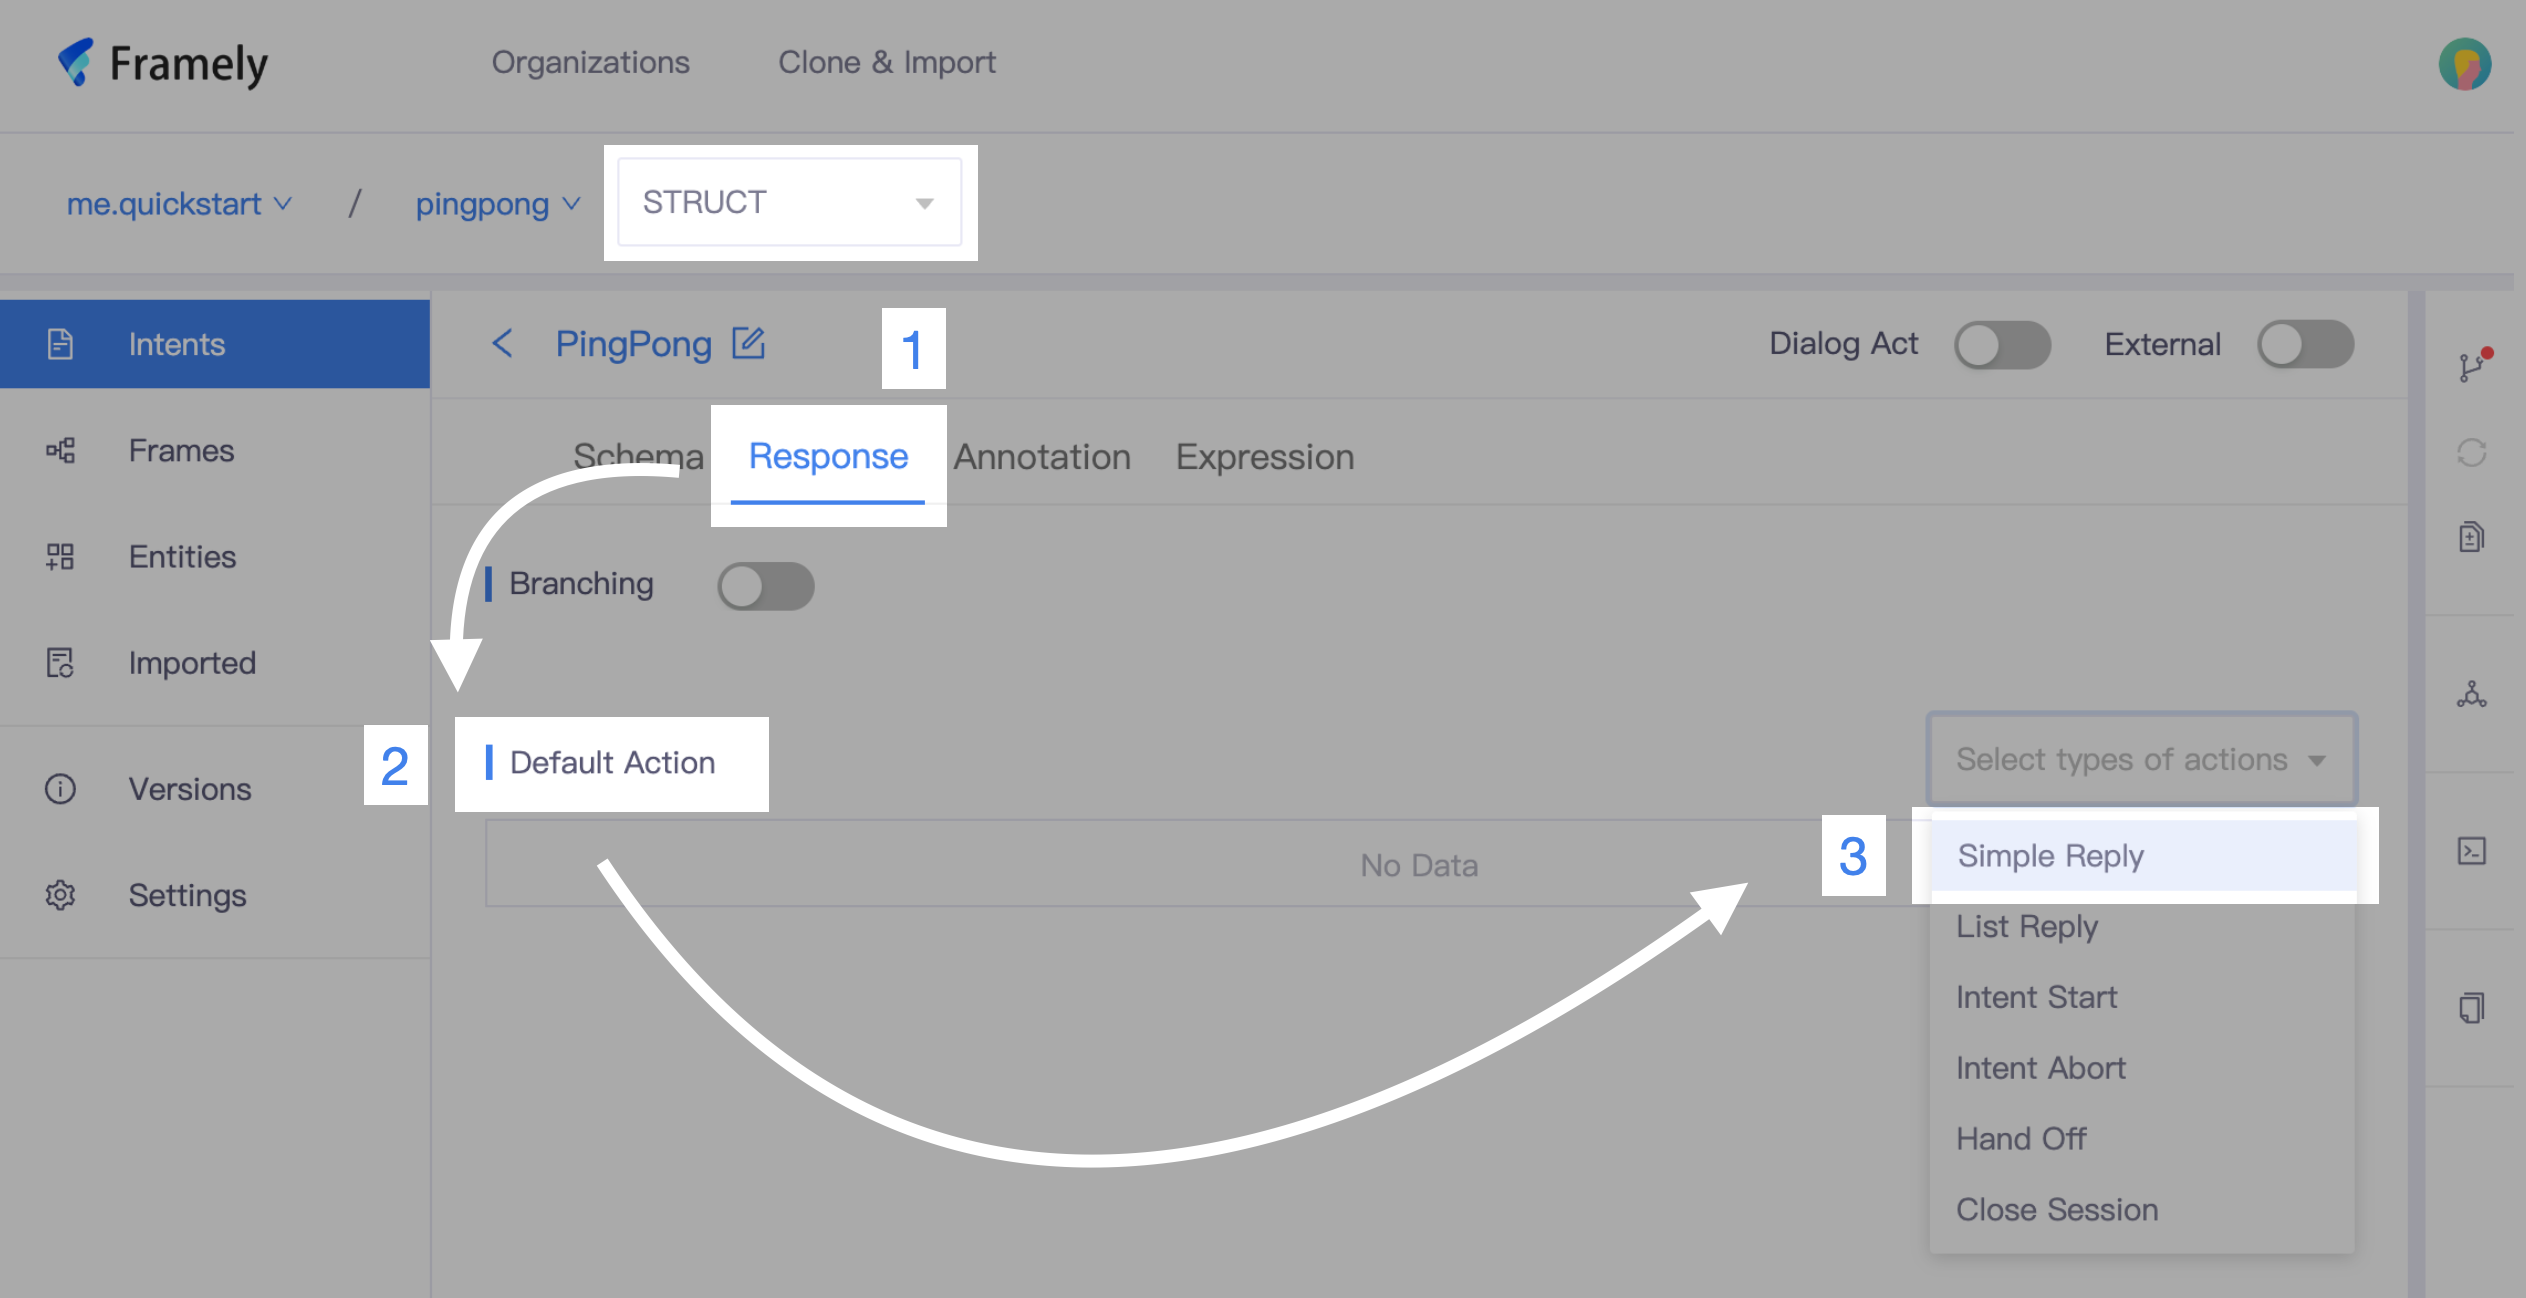 Framely
Organizations
Clone & Import
me.quickstart
/
pingpong
STRUCT
Intents
Frames
Entities
Imported
Versions
Settings
PingPong
1
Dialog Act
External
Schema
Response
Annotation
Expression
Branching
2
Default Action
Select types of actions
No Data
3
Simple Reply
List Reply
Intent Start
Intent Abort
Hand Off
Close Session